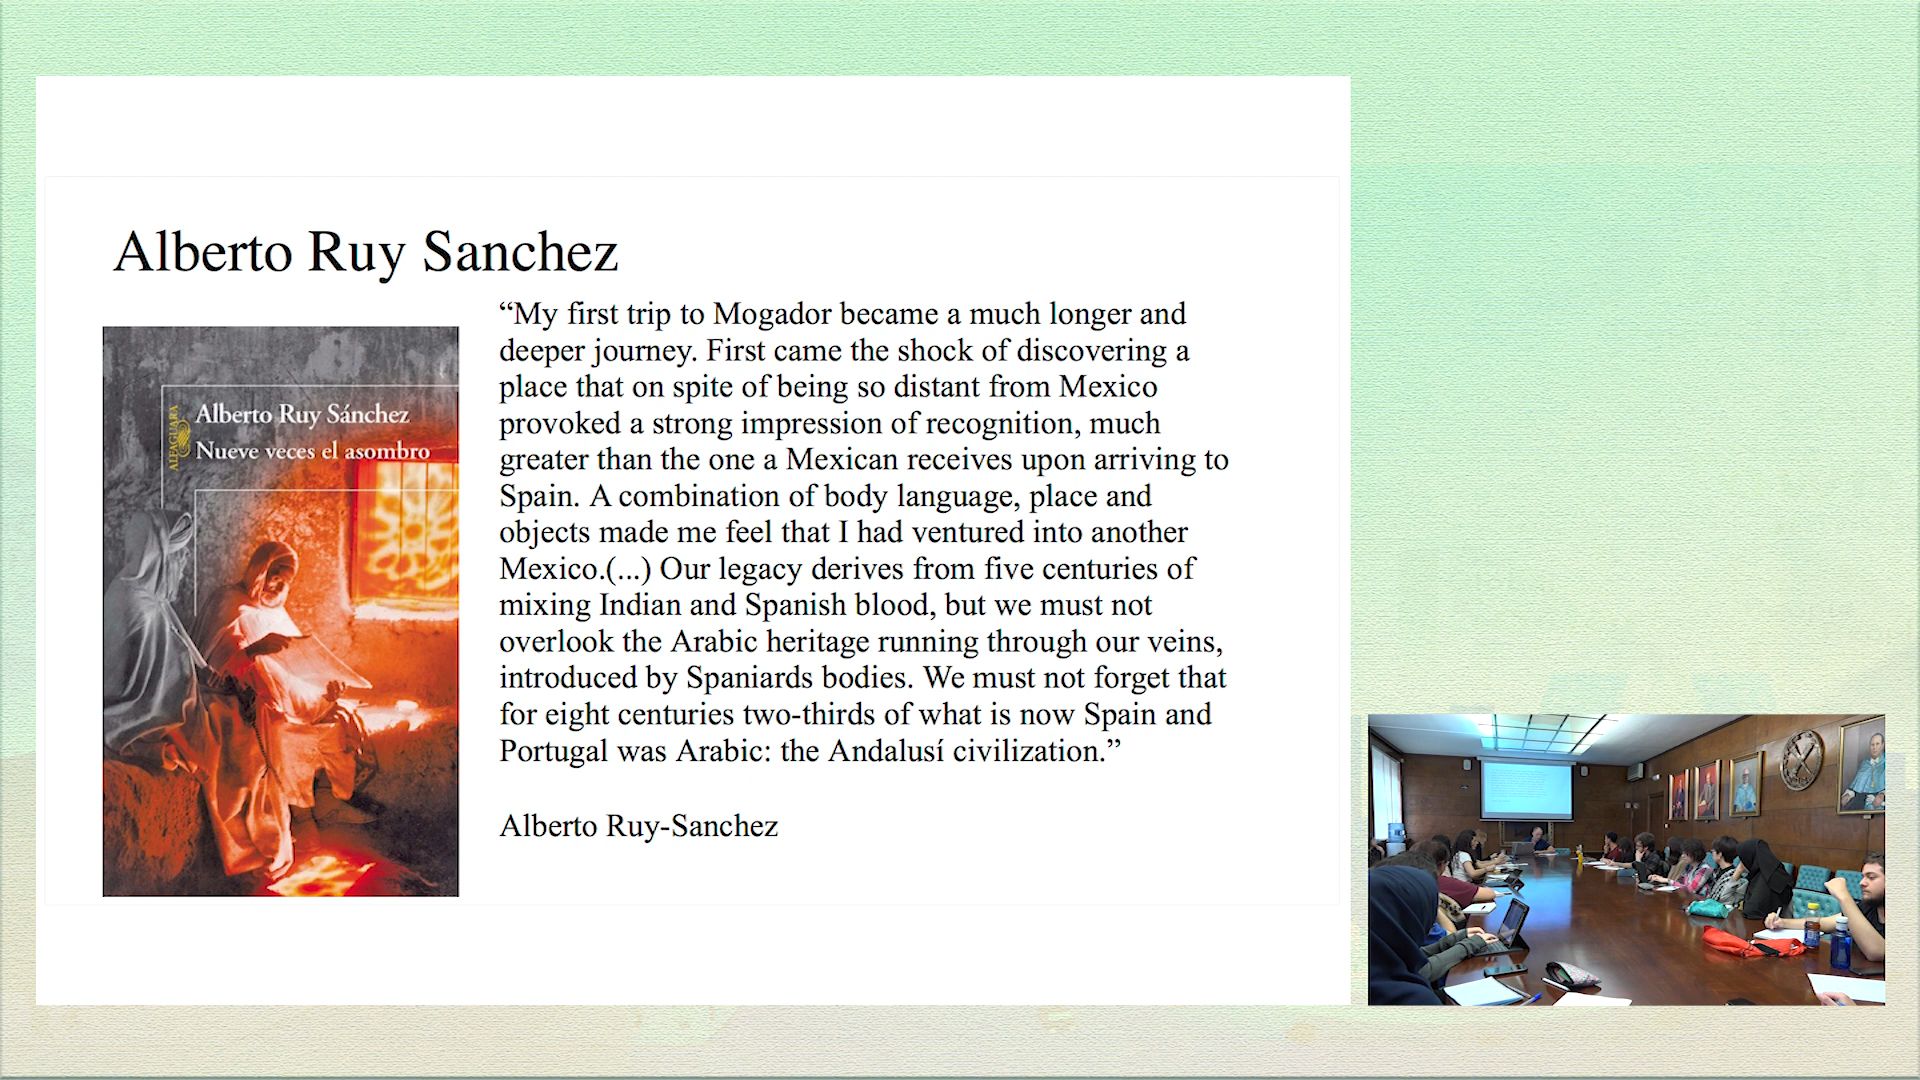 Alberto Ruy Sanchez
ALFAGUARA
Alberto Ruy Sánchez
Nueve veces el asombro
“My first trip to Mogador became a much longer and
deeper journey. First came the shock of discovering a
place that on spite of being so distant from Mexico
provoked a strong impression of recognition, much
greater than the one a Mexican receives upon arriving to
Spain. A combination of body language, place and
objects made me feel that I had ventured into another
Mexico.(...) Our legacy derives from five centuries of
mixing Indian and Spanish blood, but we must not
overlook the Arabic heritage running through our veins,
introduced by Spaniards bodies. We must not forget that
for eight centuries two-thirds of what is now Spain and
Portugal was Arabic: the Andalusí civilization.”
Alberto Ruy-Sanchez